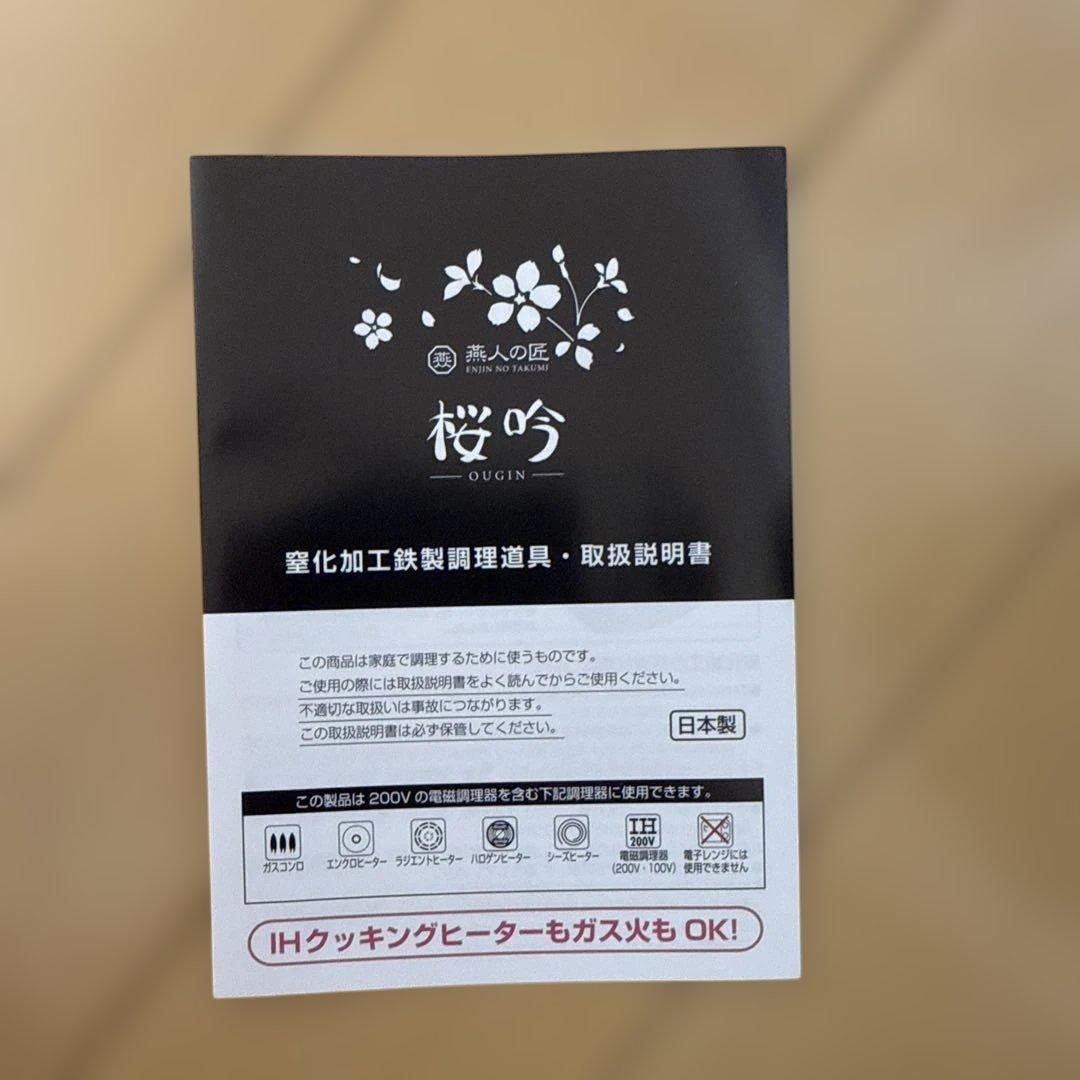 燕
燕人の匠
ENJIN NO TAKUMI
桜吟
OUGIN
窒化加工鉄製調理道具・取扱説明書
この商品は家庭で調理するために使うものです。
ご使用の際には取扱説明書をよく読んでからご使用ください。
不適切な取扱いは事故につながります。
この取扱説明書は必ず保管してください。
日本製
この製品は 200V の電磁調理器を含む下記調理器に使用できます。
IH
200V
ガスコンロ エンクロヒーター ラジエントヒーター ハロゲンヒーター シーズヒーター 電磁調理器 電子レンジには
(200V・100V) 使用できません
IHクッキングヒーターもガス火も OK!